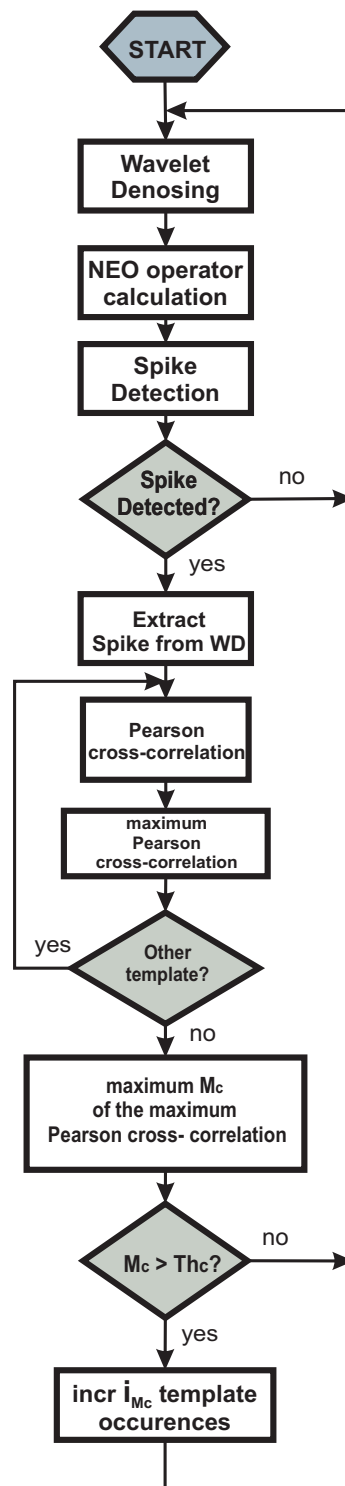 START
Wavelet
Denosing
NEO operator
calculation
Spike
Detection
Spike
Detected?
no
yes
Extract
Spike from WD
Pearson
cross-correlation
maximum
Pearson
cross-correlation
yes
Other
template?
no
maximum Mc
of the maximum
Pearson cross- correlation
no
Mc > Thc?
yes
incr iMc template
occurences